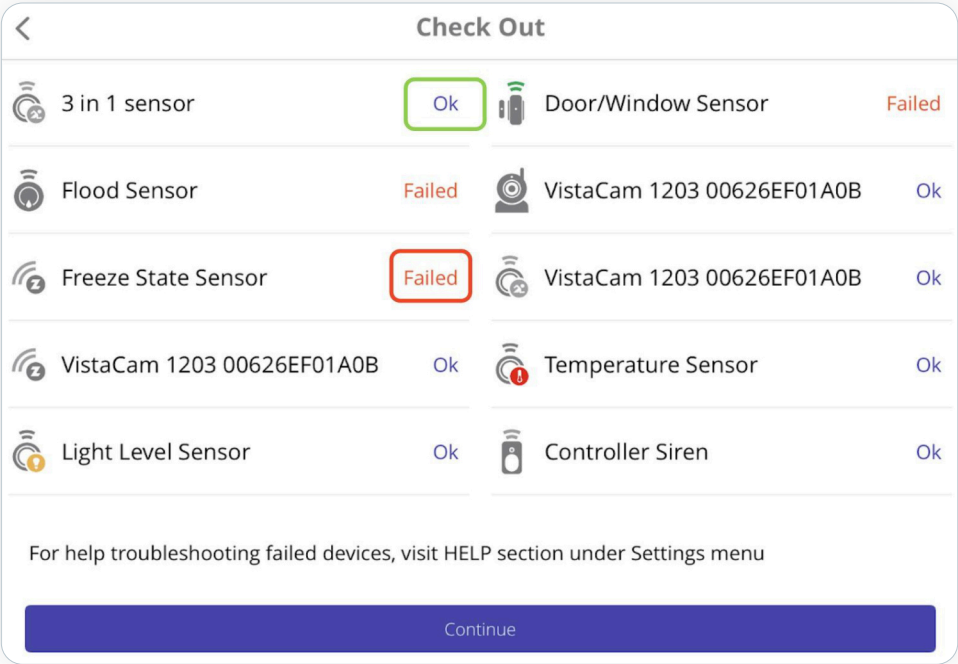 Check Out
3 in 1 sensor Ok Door/Window Sensor Failed
Flood Sensor Failed VistaCam 1203 00626EF01A0B Ok
Freeze State Sensor Failed VistaCam 1203 00626EF01A0B Ok
VistaCam 1203 00626EF01A0B Ok Temperature Sensor Ok
Light Level Sensor Ok Controller Siren Ok
For help troubleshooting failed devices, visit HELP section under Settings menu
Continue